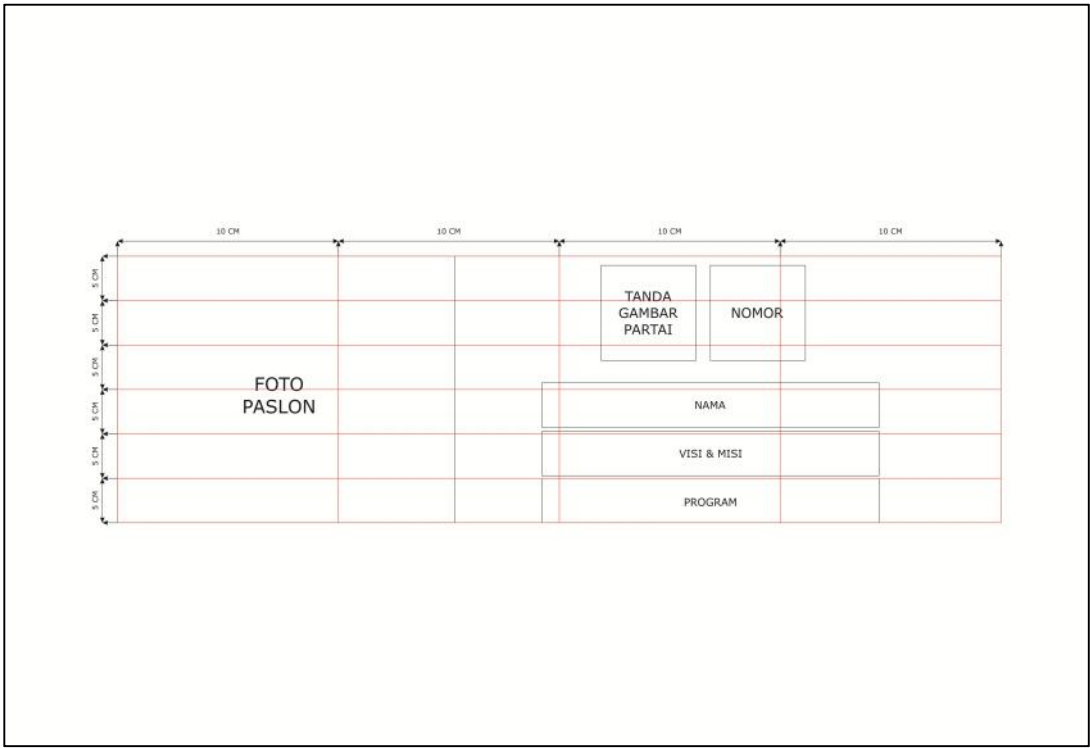 10 CM
10 CM
10 CM
10 CM
5 CM
5 CM
5 CM
5 CM
5 CM
5 CM
TANDA
GAMBAR
PARTAI
NOMOR
FOTO
PASLON
NAMA
VISI & MISI
PROGRAM